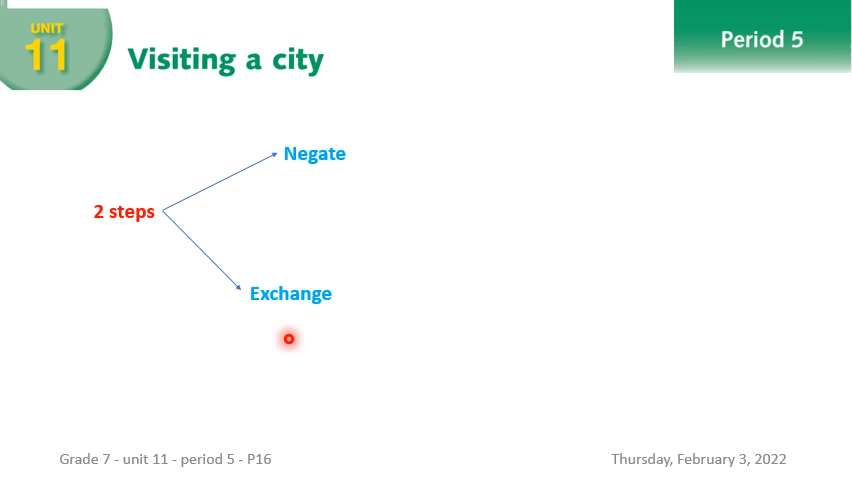 UNIT
11
Visiting a city
Period 5
Negate
2 steps
Exchange
Grade 7 - unit 11 - period 5 - P16
Thursday, February 3, 2022